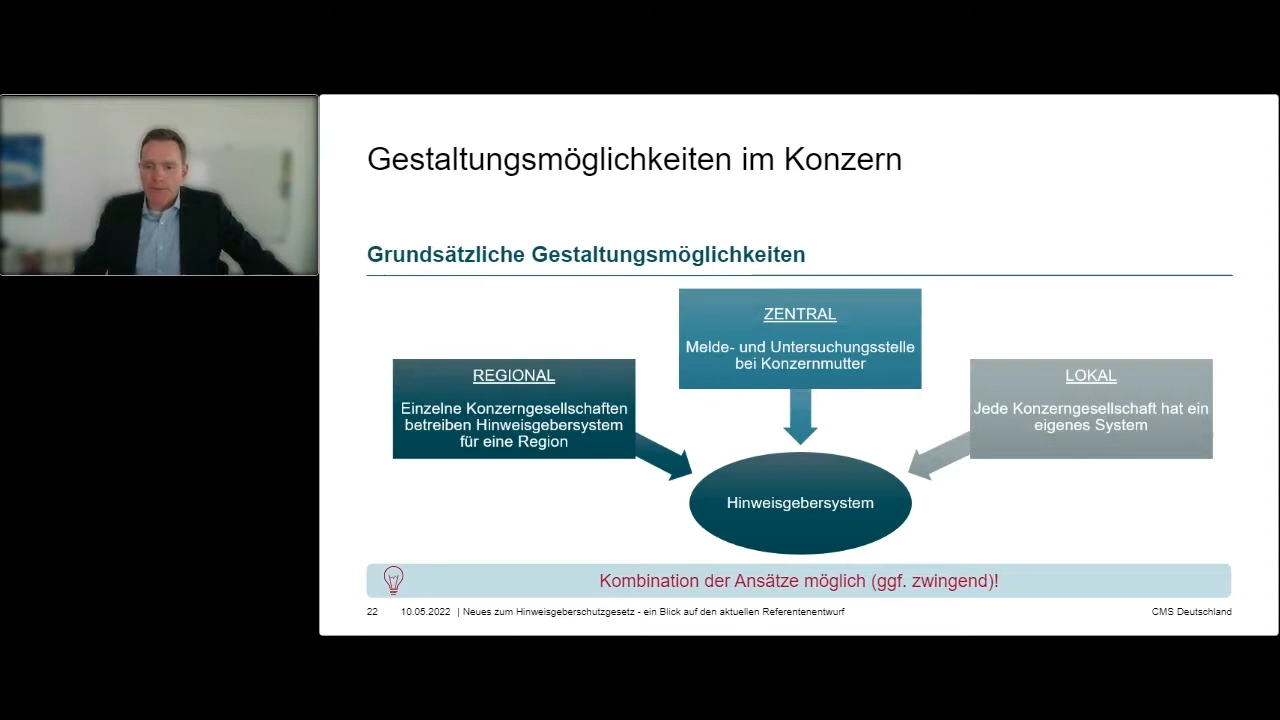 Gestaltungsmöglichkeiten im Konzern
Grundsätzliche Gestaltungsmöglichkeiten
ZENTRAL
Melde- und Untersuchungsstelle
bei Konzernmutter
REGIONAL
Einzelne Konzerngesellschaften
betreiben Hinweisgebersystem
für eine Region
LOKAL
Jede Konzerngesellschaft hat ein
eigenes System
Hinweisgebersystem
Kombination der Ansätze möglich (ggf. zwingend)!
22 10.05.2022 | Neues zum Hinweisgeberschutzgesetz - ein Blick auf den aktuellen Referentenentwurf CMS Deutschland